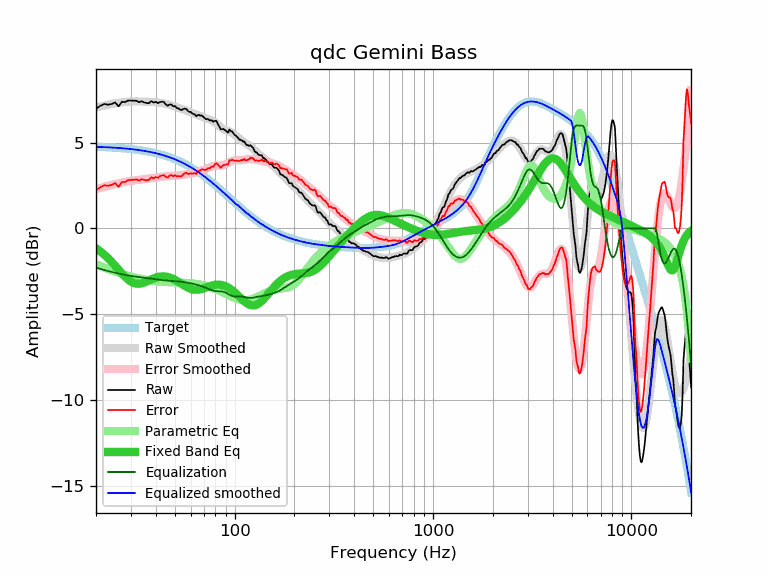 qdc Gemini Bass
Amplitude (dBr)
5
0
−5
−10
−15
Target
Raw Smoothed
Error Smoothed
Raw
Error
Parametric Eq
Fixed Band Eq
Equalization
Equalized smoothed
100
1000
10000
Frequency (Hz)